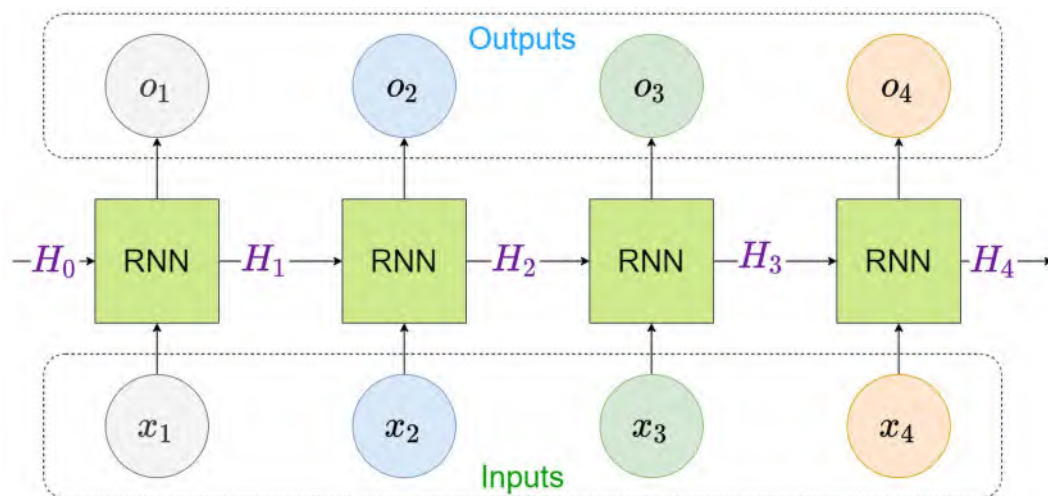 Outputs
o₁ o₂ o₃ o₄
H₀ RNN H₁ RNN H₂ RNN H₃ RNN H₄
x₁ x₂ x₃ x₄
Inputs